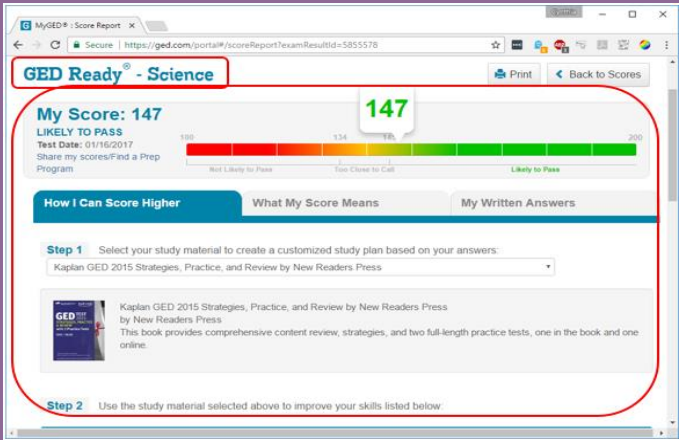 Cynthia
MyGED® : Score Report
Secure https://ged.com/portal#/scoreReport?examResultId=5855578
GED Ready® - Science
Print
Back to Scores
My Score: 147
LIKELY TO PASS
Test Date: 01/16/2017
Share my scores/Find a Prep
Program
147
134
200
Not Likely to Pass
Too Close to Call
Likely to Pass
How I Can Score Higher
What My Score Means
My Written Answers
Step 1 Select your study material to create a customized study plan based on your answers:
Kaplan GED 2015 Strategies, Practice, and Review by New Readers Press
GED TEST
Kaplan GED 2015 Strategies, Practice, and Review by New Readers Press
by New Readers Press
This book provides comprehensive content review, strategies, and two full-length practice tests, one in the book and one
online.
Step 2 Use the study material selected above to improve your skills listed below: